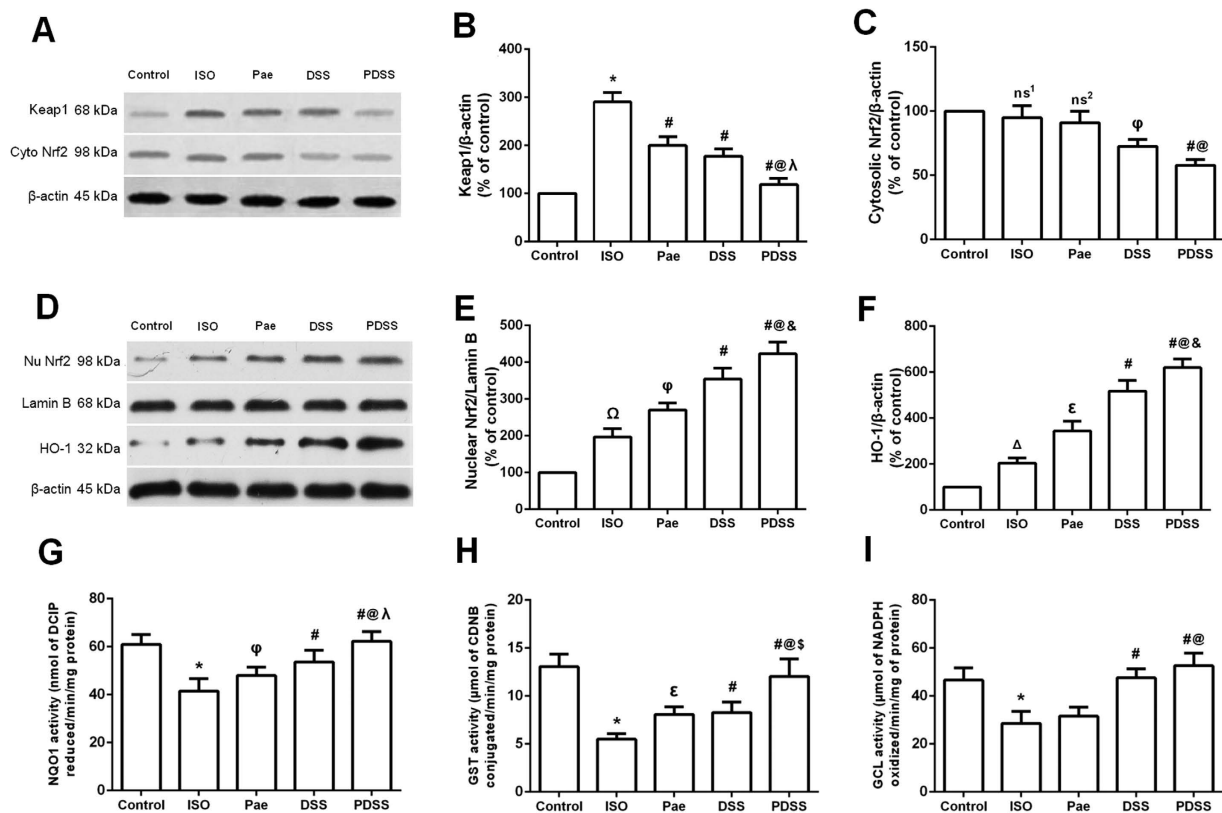 A
Control ISO Pae DSS PDSS
Keap1 68 kDa
Cyto Nrf2 98 kDa
β-actin 45 kDa
B
Keap1/β-actin
(% of control)
400
300
200
100
0
*
#
#
#@λ
Control ISO Pae DSS PDSS
C
Cytosolic Nrf2/β-actin
(% of control)
150
100
50
0
ns¹
ns²
φ
#@
Control ISO Pae DSS PDSS
D
Control ISO Pae DSS PDSS
Nu Nrf2 98 kDa
Lamin B 68 kDa
HO-1 32 kDa
β-actin 45 kDa
E
Nuclear Nrf2/Lamin B
(% of control)
500
400
300
200
100
0
Ω
φ
#
#@&
Control ISO Pae DSS PDSS
F
HO-1/β-actin
(% of control)
800
600
400
200
0
Δ
ε
#
#@&
Control ISO Pae DSS PDSS
G
NQO1 activity (nmol of DCIP
reduced/min/mg protein)
80
60
40
20
0
*
φ
#
#@λ
Control ISO Pae DSS PDSS
H
GST activity (μmol of CDNB
conjugated/min/mg protein)
20
15
10
5
0
*
ε
#
#@$
Control ISO Pae DSS PDSS
I
GCL activity (μmol of NADPH
oxidized/min/mg of protein)
80
60
40
20
0
*
#
#@
Control ISO Pae DSS PDSS